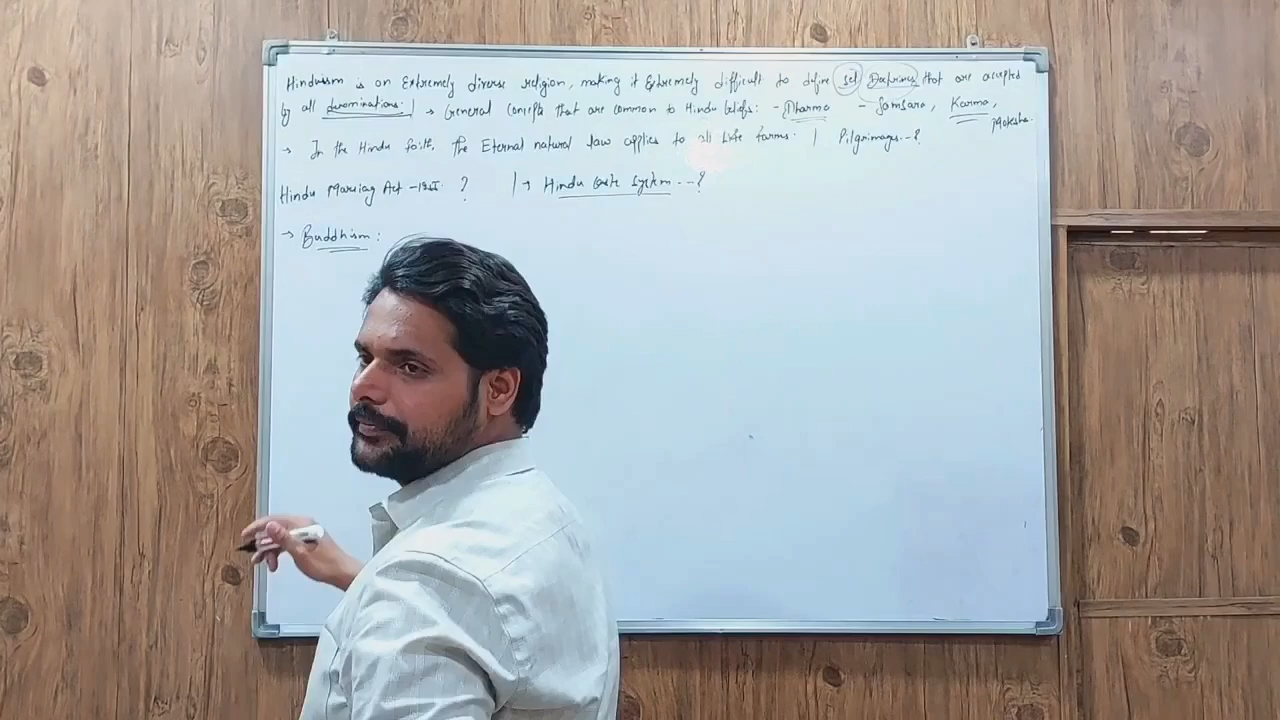 Hinduism is an Extremely diverse religion, making it Extremely difficult to define set Doctrines that are accepted
by all denominations. | → General concepts that are common to Hindu beliefs: - Dharma - Samsara, Karma, Moksha.
→ In the Hindu faith, the Eternal natural law applies to all life forms. | Pilgrimages --?
Hindu Marriag Act - ? | → Hindu Caste System --?
→ Buddhism: